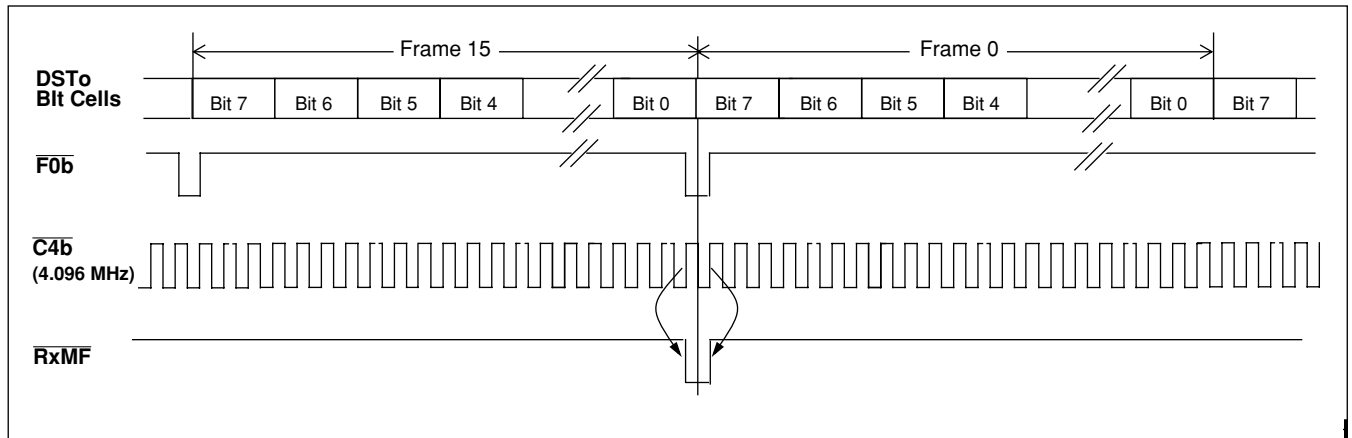 Frame 15 Frame 0
DSTo
BIt Cells
Bit 7 Bit 6 Bit 5 Bit 4 Bit 0 Bit 7 Bit 6 Bit 5 Bit 4 Bit 0 Bit 7
F0b
C4b
(4.096 MHz)
RxMF